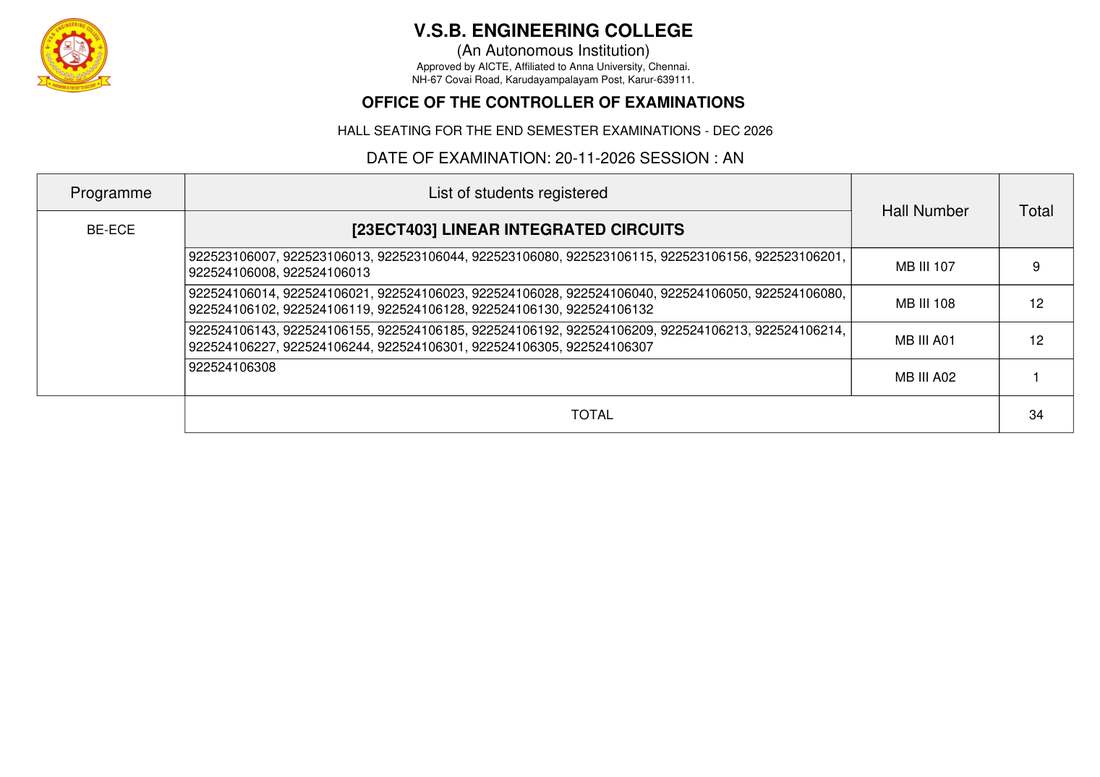 V.S.B. ENGINEERING COLLEGE
(An Autonomous Institution)
Approved by AICTE, Affiliated to Anna University, Chennai.
NH-67 Covai Road, Karudayampalayam Post, Karur-639111.
OFFICE OF THE CONTROLLER OF EXAMINATIONS
HALL SEATING FOR THE END SEMESTER EXAMINATIONS - DEC 2026
DATE OF EXAMINATION: 20-11-2026 SESSION : AN
Programme List of students registered Hall Number Total
BE-ECE [23ECT403] LINEAR INTEGRATED CIRCUITS
922523106007, 922523106013, 922523106044, 922523106080, 922523106115, 922523106156, 922523106201,
922524106008, 922524106013 MB III 107 9
922524106014, 922524106021, 922524106023, 922524106028, 922524106040, 922524106050, 922524106080,
922524106102, 922524106119, 922524106128, 922524106130, 922524106132 MB III 108 12
922524106143, 922524106155, 922524106185, 922524106192, 922524106209, 922524106213, 922524106214,
922524106227, 922524106244, 922524106301, 922524106305, 922524106307 MB III A01 12
922524106308 MB III A02 1
TOTAL 34